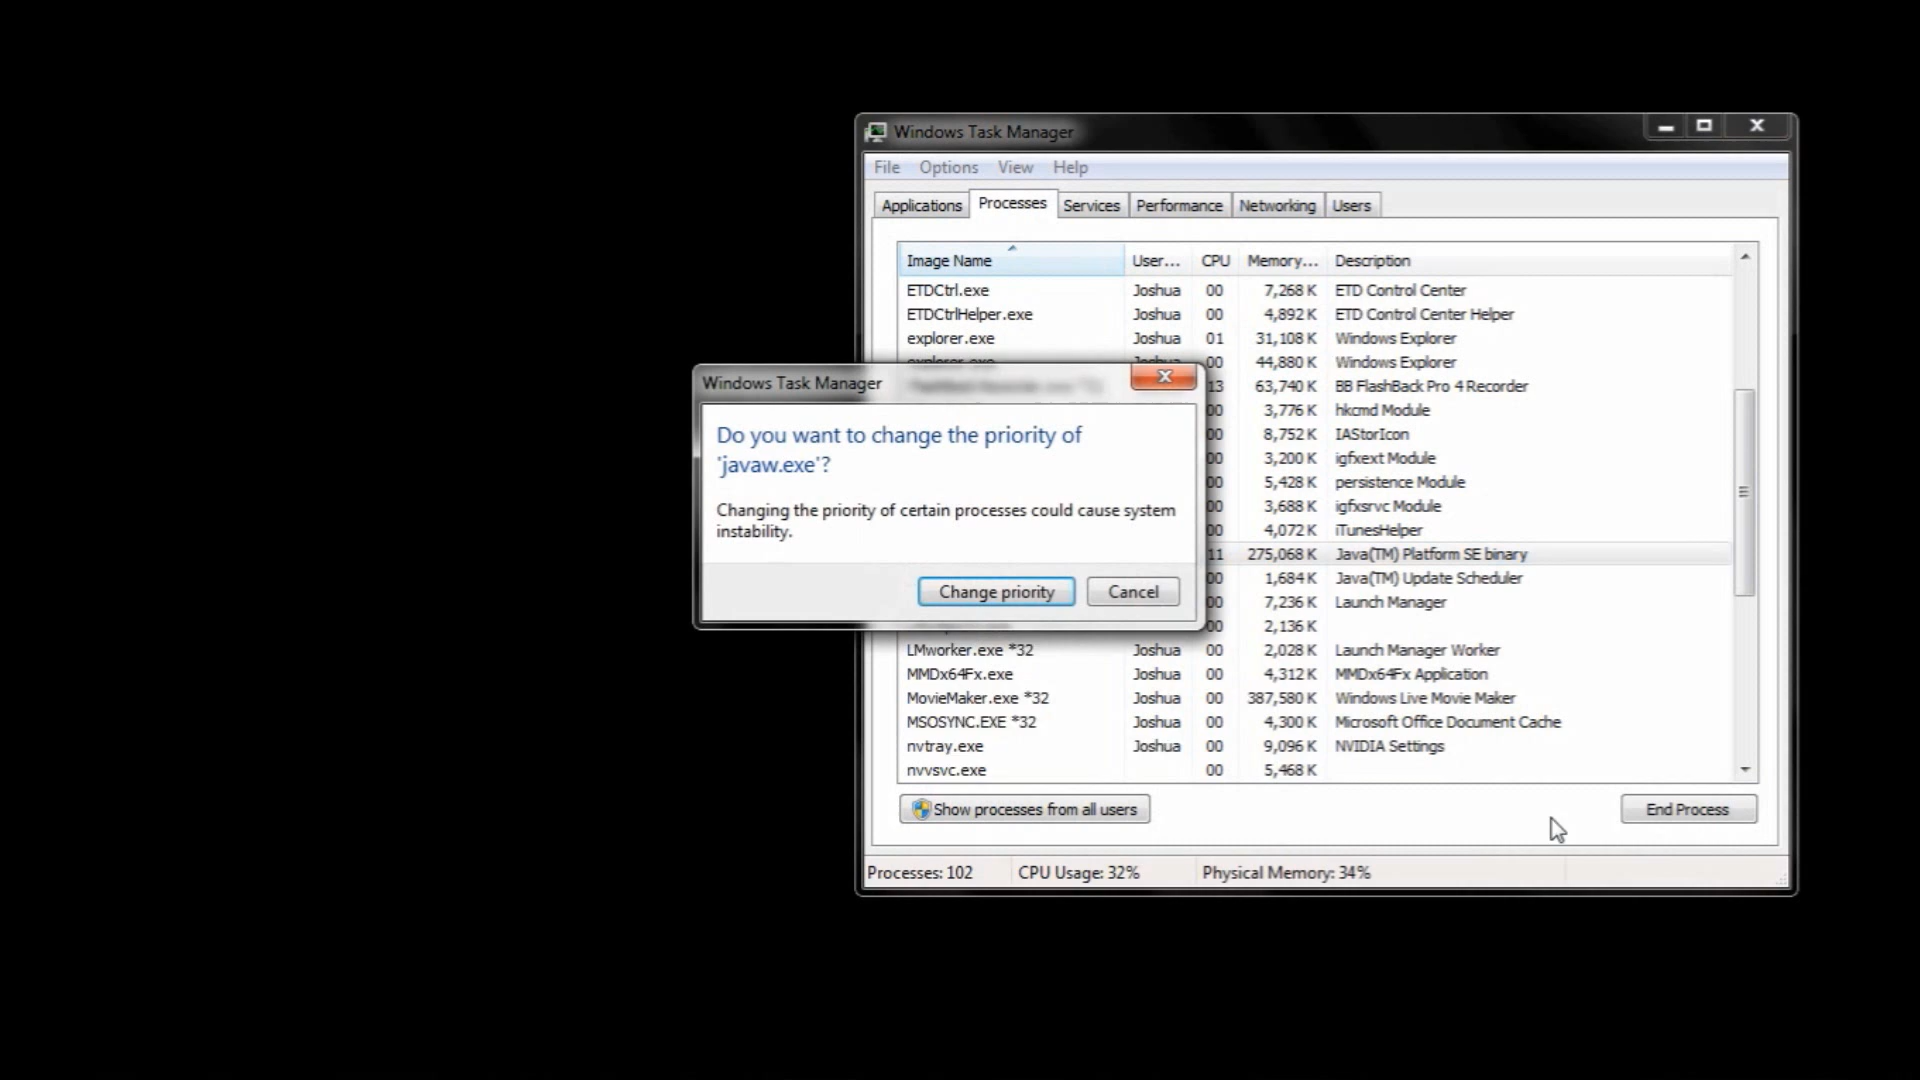 Windows Task Manager
File Options View Help
Applications Processes Services Performance Networking Users
Image Name User... CPU Memory... Description
ETDCtrl.exe Joshua 00 7,268 K ETD Control Center
ETDCtrlHelper.exe Joshua 00 4,892 K ETD Control Center Helper
explorer.exe Joshua 01 31,108 K Windows Explorer
explorer.exe Joshua 00 44,880 K Windows Explorer
13 63,740 K BB FlashBack Pro 4 Recorder
00 3,776 K hkcmd Module
00 8,752 K IAStorIcon
00 3,200 K igfxext Module
00 5,428 K persistence Module
00 3,688 K igfxsrvc Module
00 4,072 K iTunesHelper
11 275,068 K Java(TM) Platform SE binary
00 1,684 K Java(TM) Update Scheduler
00 7,236 K Launch Manager
00 2,136 K
LMworker.exe *32 Joshua 00 2,028 K Launch Manager Worker
MMDx64Fx.exe Joshua 00 4,312 K MMDx64Fx Application
MovieMaker.exe *32 Joshua 00 387,580 K Windows Live Movie Maker
MSOSYNC.EXE *32 Joshua 00 4,300 K Microsoft Office Document Cache
nvtray.exe Joshua 00 9,096 K NVIDIA Settings
nvvsvc.exe 00 5,468 K
Show processes from all users End Process
Processes: 102 CPU Usage: 32% Physical Memory: 34%
Windows Task Manager
Do you want to change the priority of
'javaw.exe'?
Changing the priority of certain processes could cause system
instability.
Change priority Cancel